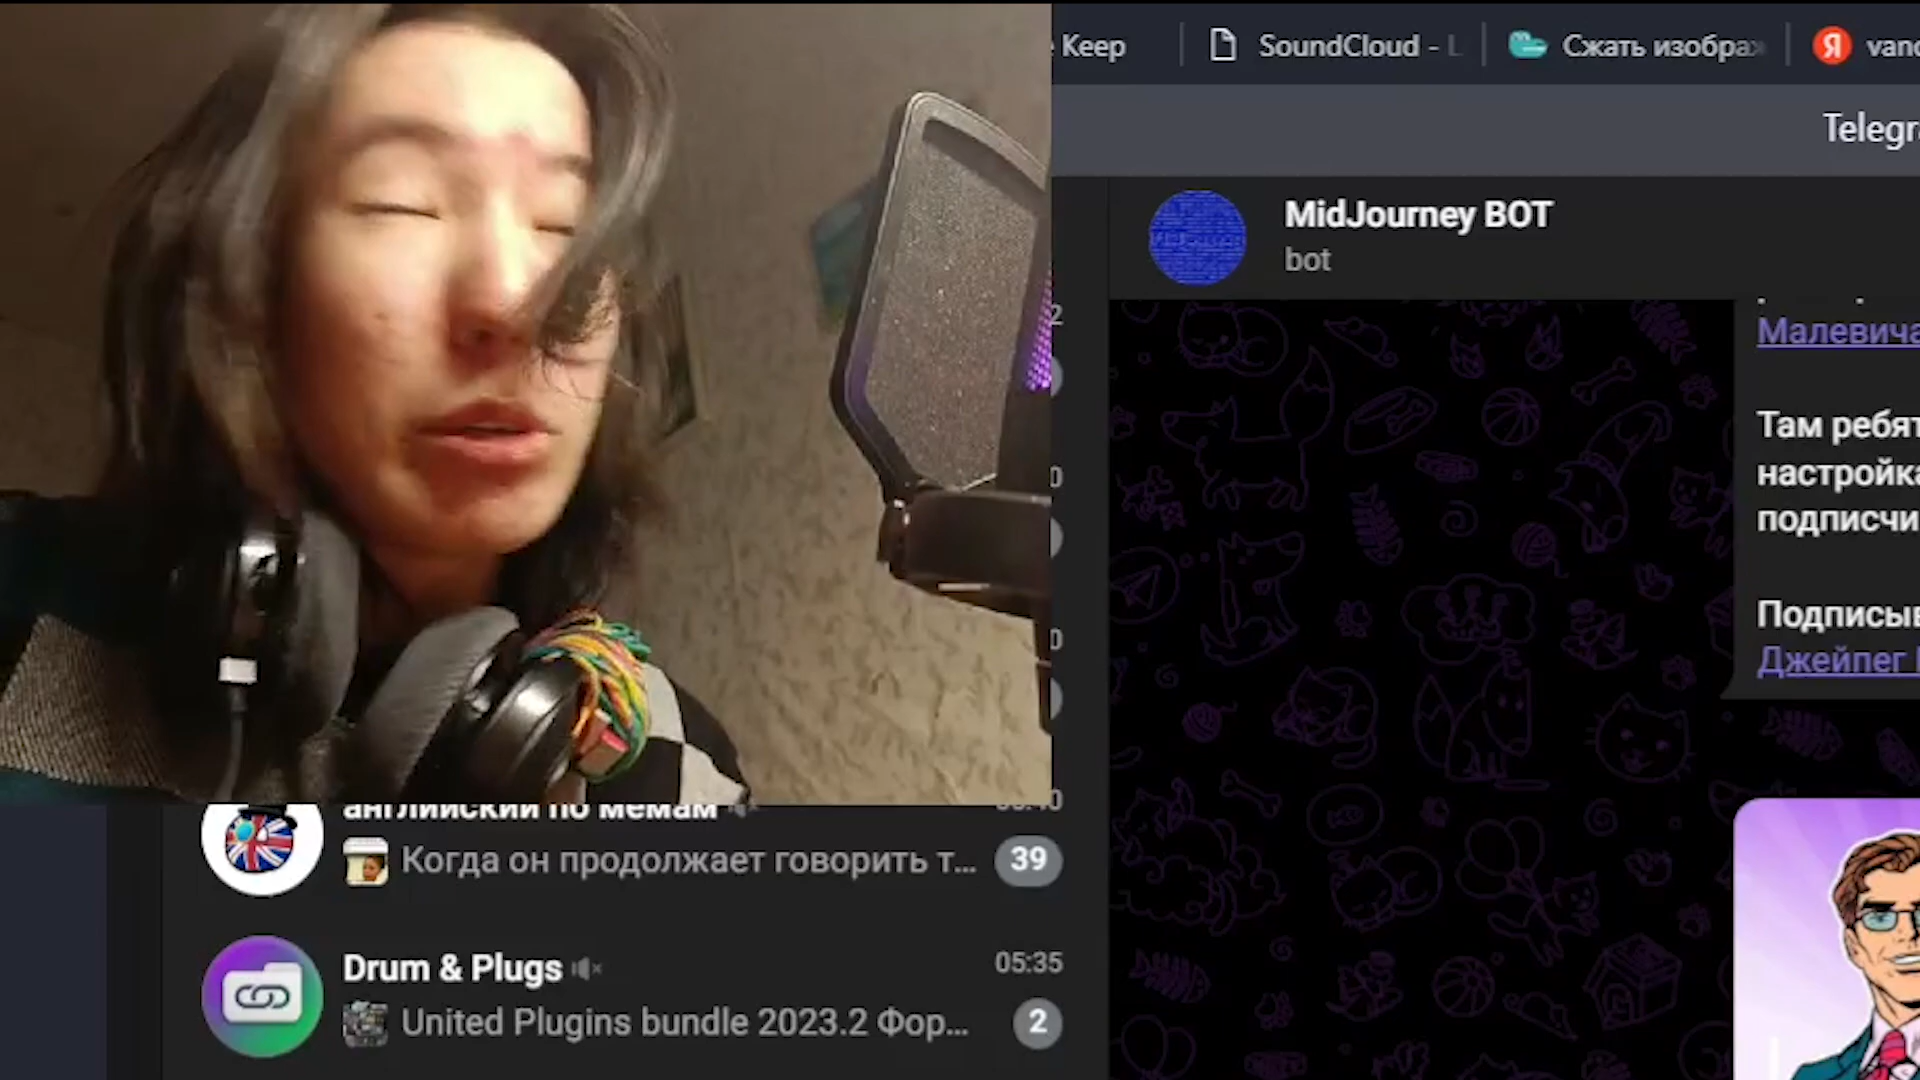 Keep
SoundCloud -
Сжать изображ
Я
Telegr
MidJourney BOT
bot
Малевича
Там ребят
настройка
подписчи
Подписыв
Джейпег
английский по мемам
Когда он продолжает говорить т...
39
Drum & Plugs
05:35
United Plugins bundle 2023.2 Фор...
2